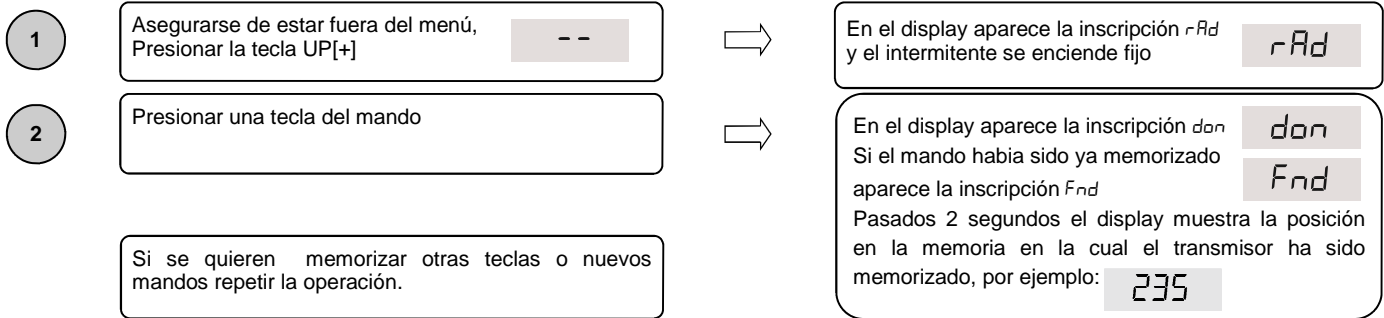 1
Asegurarse de estar fuera del menú,
Presionar la tecla UP[+]
--
En el display aparece la inscripción rAd
y el intermitente se enciende fijo
rAd
2
Presionar una tecla del mando
En el display aparece la inscripción don
don
Si el mando habia sido ya memorizado
aparece la inscripción Fnd
Fnd
Pasados 2 segundos el display muestra la posición
en la memoria en la cual el transmisor ha sido
memorizado, por ejemplo:
235
Si se quieren memorizar otras teclas o nuevos
mandos repetir la operación.